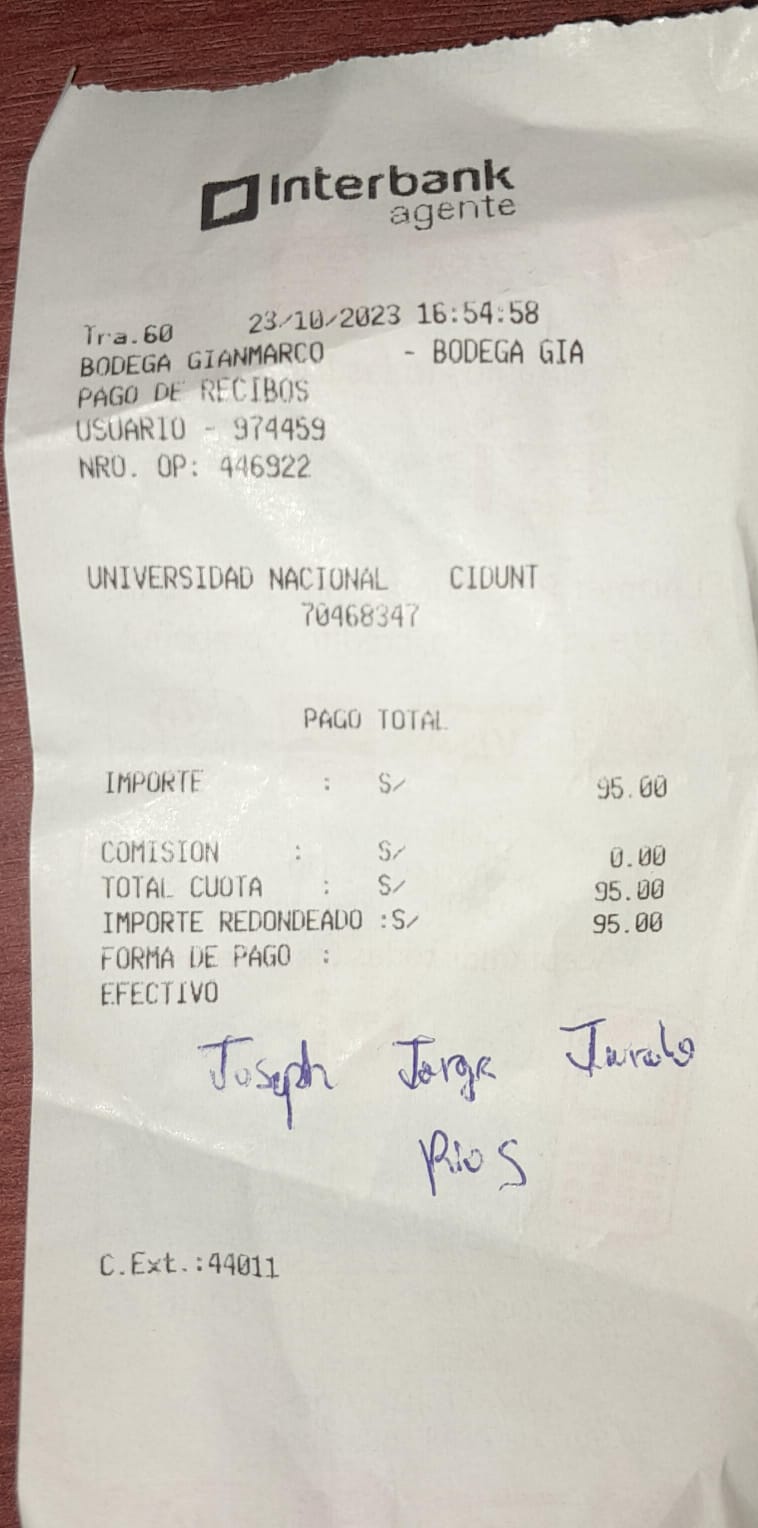 Interbank
agente
Tra.60 23/10/2023 16:54:58
BODEGA GIANMARCO - BODEGA GIA
PAGO DE RECIBOS
USUARIO - 974459
NRO. OP: 446922
UNIVERSIDAD NACIONAL CIDUNT
70468347
PAGO TOTAL
IMPORTE : S/ 95.00
COMISION : S/ 0.00
TOTAL CUOTA : S/ 95.00
IMPORTE REDONDEADO :S/ 95.00
FORMA DE PAGO :
EFECTIVO
Joseph Jorge
Rios
C.Ext.:44011